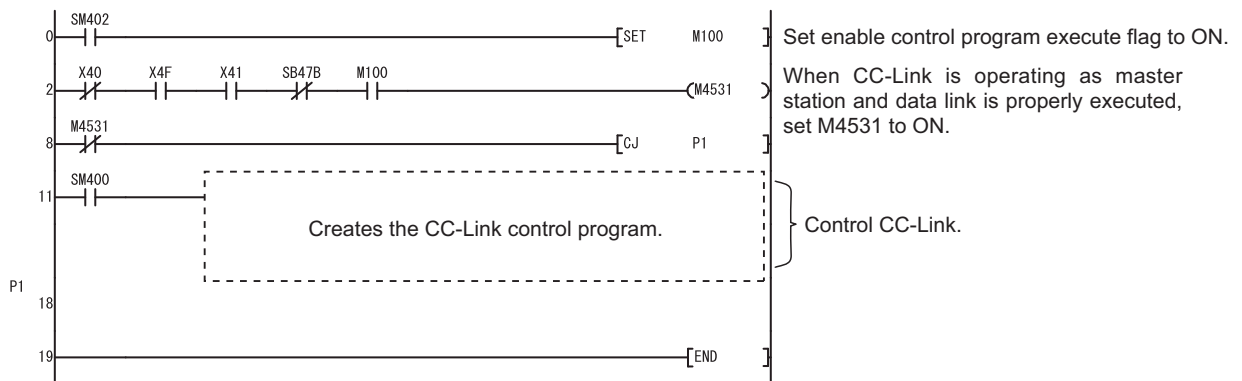 SM402
0 SET M100 Set enable control program execute flag to ON.
X40 X4F X41 SB47B M100
2 M4531 When CC-Link is operating as master
station and data link is properly executed,
set M4531 to ON.
M4531
8 CJ P1
SM400
11
Creates the CC-Link control program. Control CC-Link.
P1
18
19 END